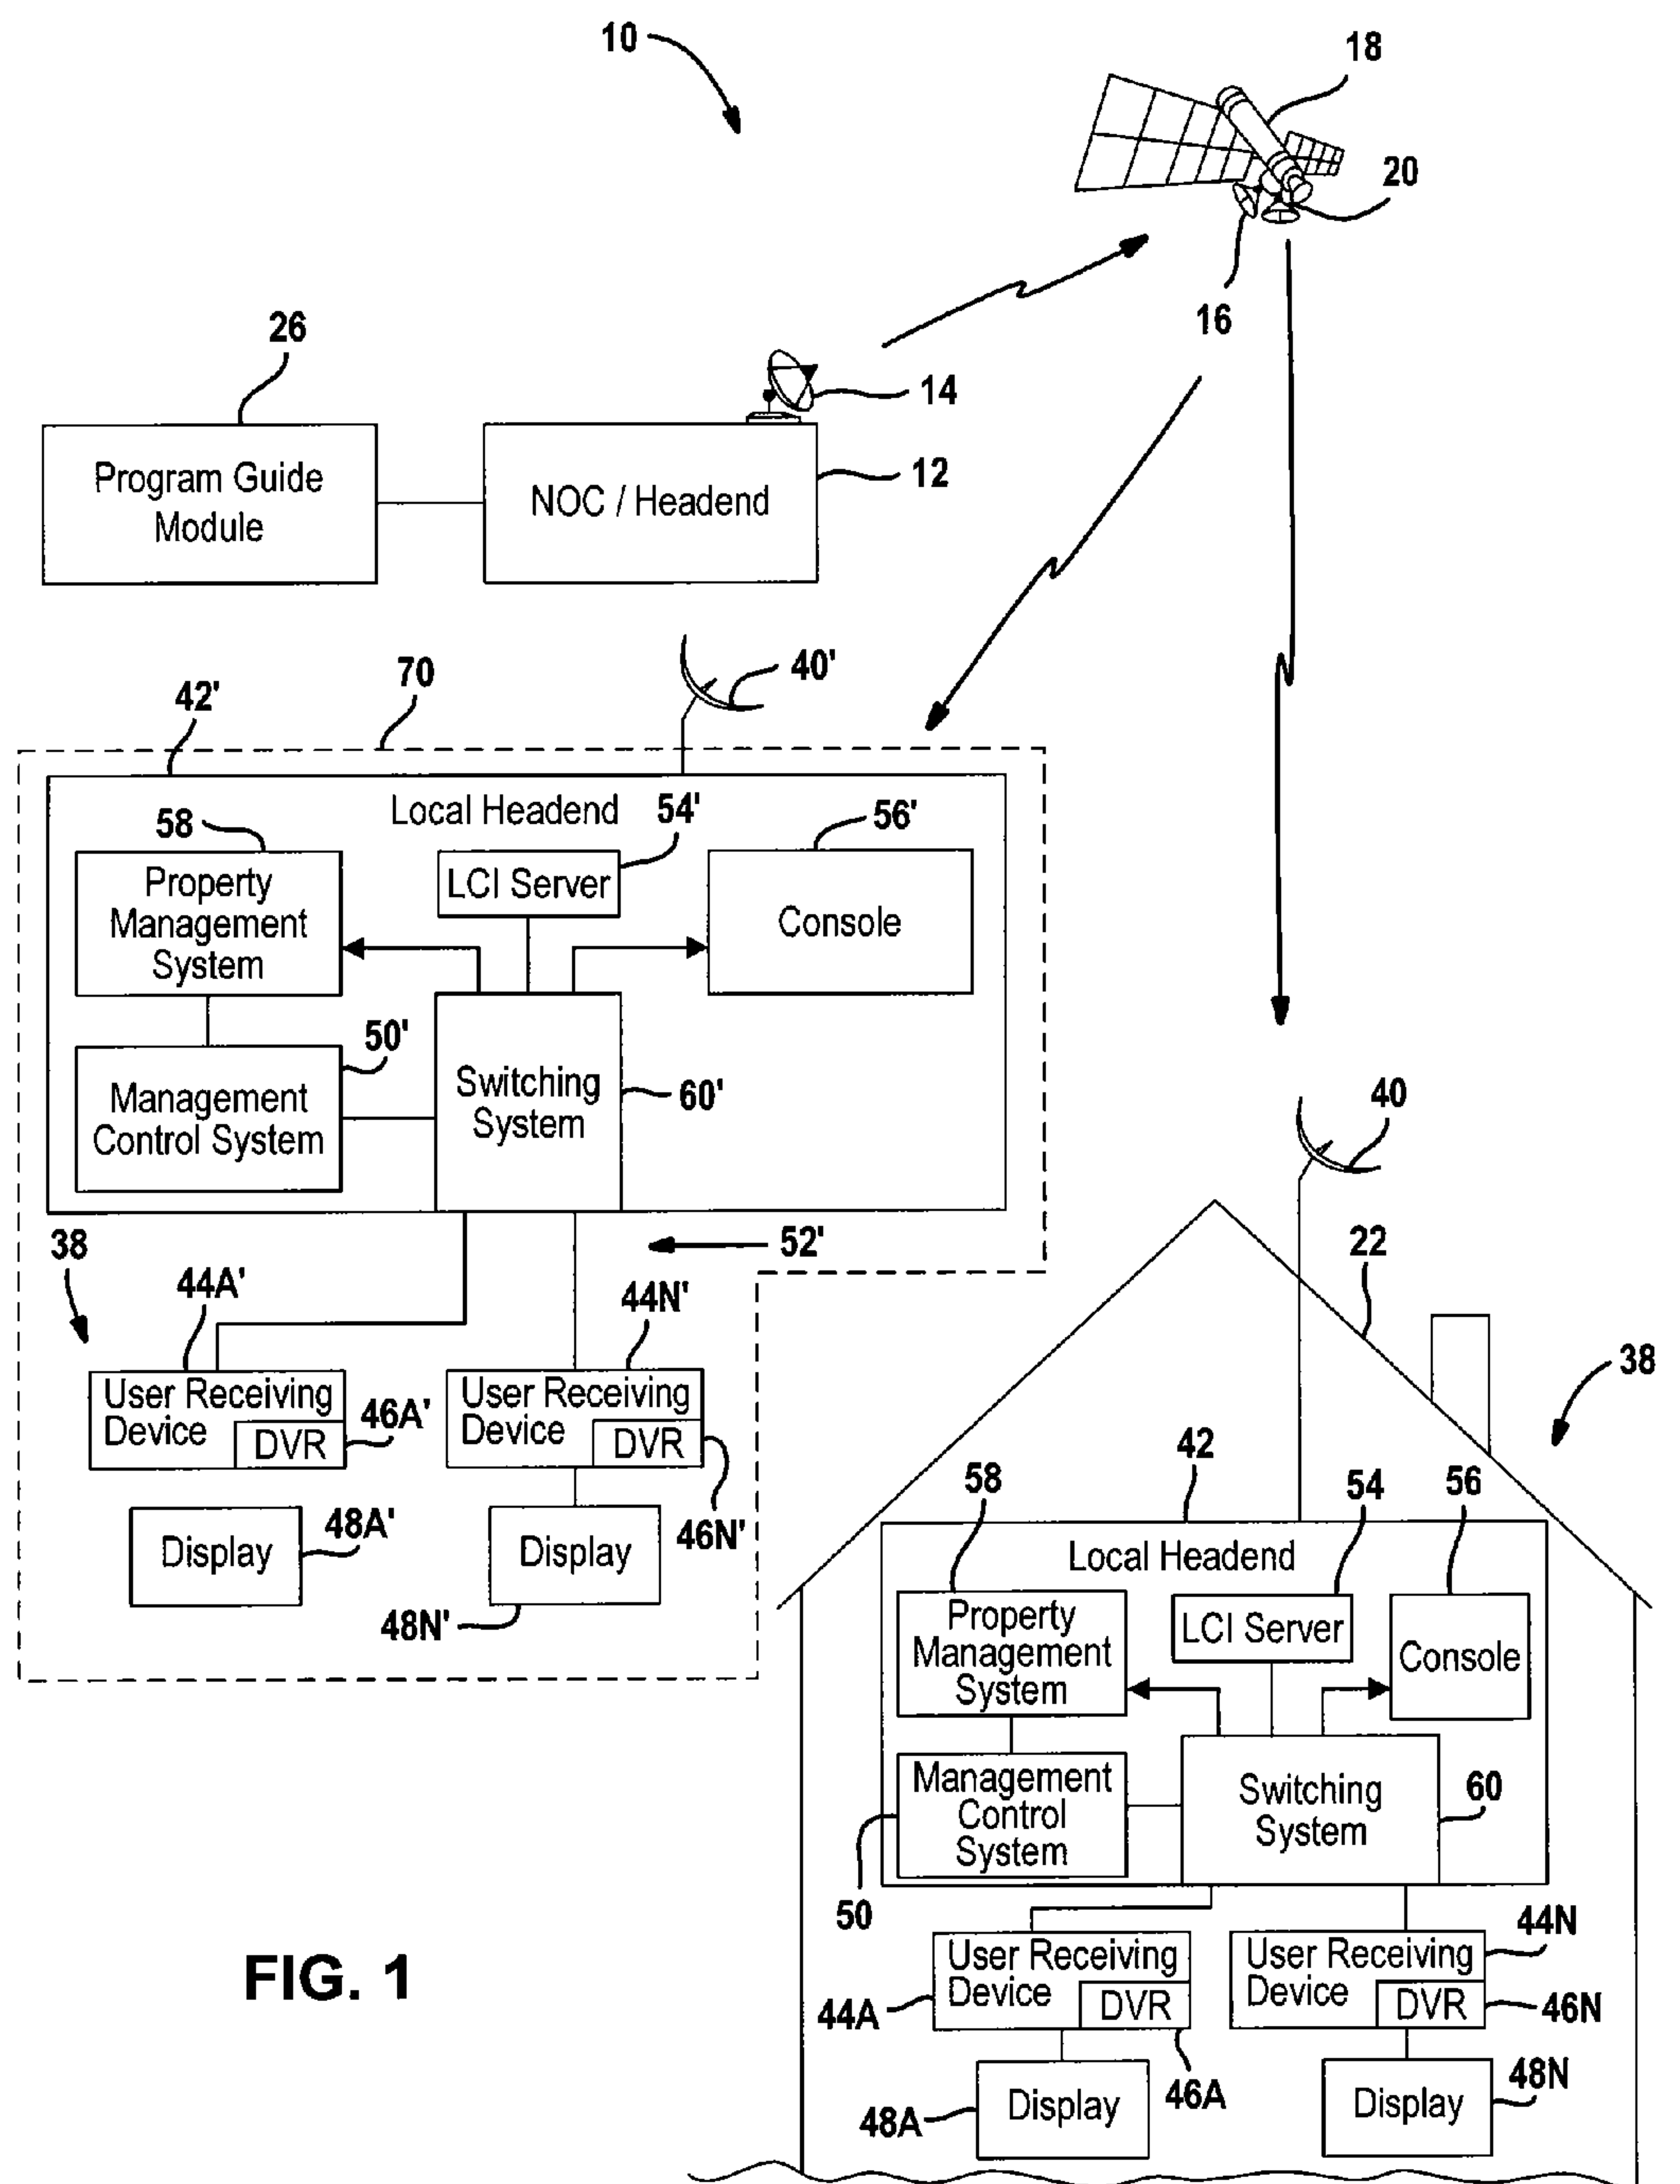 10
18
20
16
26
14
Program Guide
Module
NOC / Headend
12
70
40'
42'
Local Headend
54'
56'
58
Property
Management
System
LCI Server
Console
50'
Management
Control System
Switching
System
60'
38
52'
44A'
44N'
User Receiving
Device
DVR
46A'
User Receiving
Device
DVR
46N'
Display
48A'
Display
48N'
40
22
38
42
58
54
56
Local Headend
Property
Management
System
LCI Server
Console
Management
Control
System
Switching
System
60
50
44N
User Receiving
Device
DVR
44A
User Receiving
Device
DVR
46N
46A
48N
Display
48A
Display
FIG. 1